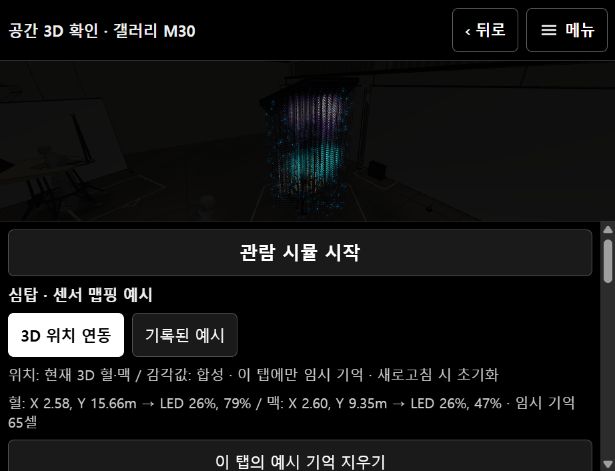 공간 3D 확인 · 갤러리 M30
‹ 뒤로
메뉴
관람 시뮬 시작
심탑 · 센서 맵핑 예시
3D 위치 연동
기록된 예시
위치: 현재 3D 혈·맥 / 감각값: 합성 · 이 탭에만 임시 기억 · 새로고침 시 초기화
혈: X 2.58, Y 15.66m → LED 26%, 79% / 맥: X 2.60, Y 9.35m → LED 26%, 47% · 임시 기억
65셀
이 탭의 예시 기억 지우기